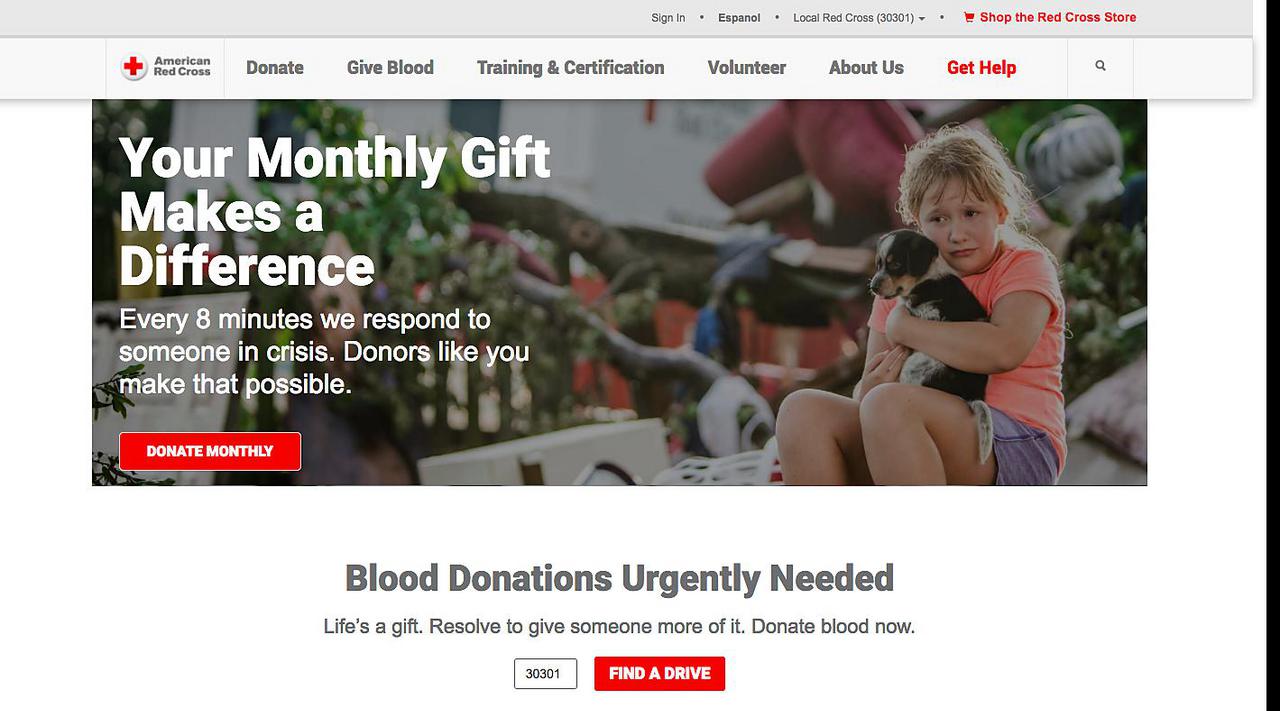 Sign In • Espanol • Local Red Cross (30301) • Shop the Red Cross Store
American
Red Cross
Donate Give Blood Training & Certification Volunteer About Us Get Help
Your Monthly Gift
Makes a
Difference
Every 8 minutes we respond to
someone in crisis. Donors like you
make that possible.
DONATE MONTHLY
Blood Donations Urgently Needed
Life’s a gift. Resolve to give someone more of it. Donate blood now.
30301 FIND A DRIVE